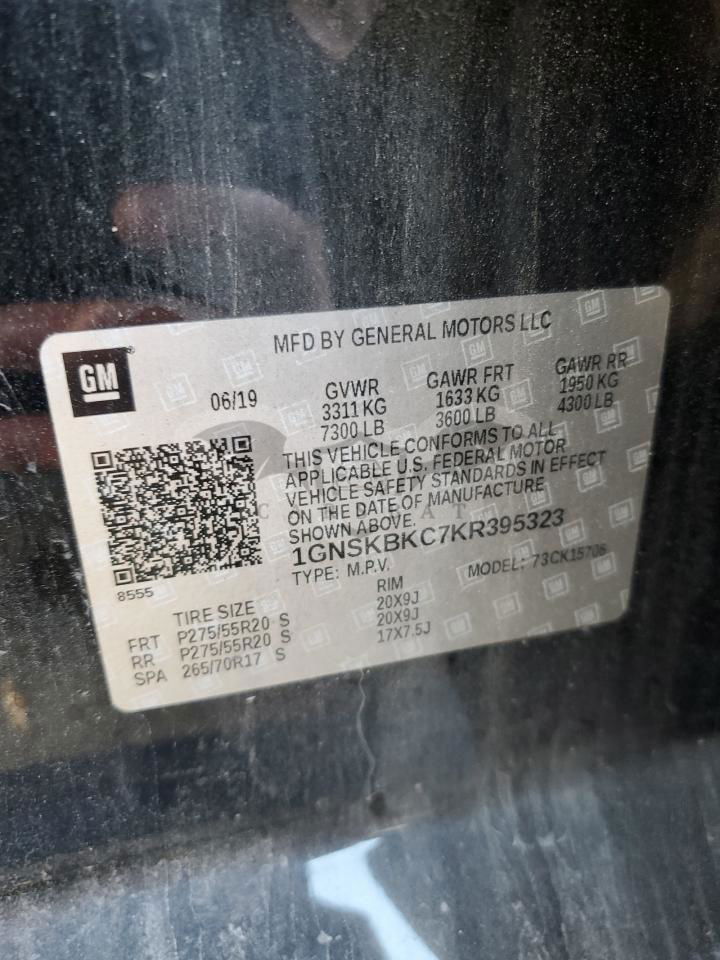 MFD BY GENERAL MOTORS LLC
GM
06/19
GVWR
3311 KG
7300 LB
GAWR FRT
1633 KG
3600 LB
GAWR RR
1950 KG
4300 LB
THIS VEHICLE CONFORMS TO ALL
APPLICABLE U.S. FEDERAL MOTOR
VEHICLE SAFETY STANDARDS IN EFFECT
ON THE DATE OF MANUFACTURE
SHOWN ABOVE.
1GNSKBKC7KR395323
TYPE: M.P.V.
MODEL: 73CK15706
8555
TIRE SIZE
RIM
FRT P275/55R20 S 20X9J
RR P275/55R20 S 20X9J
SPA 265/70R17 S 17X7.5J